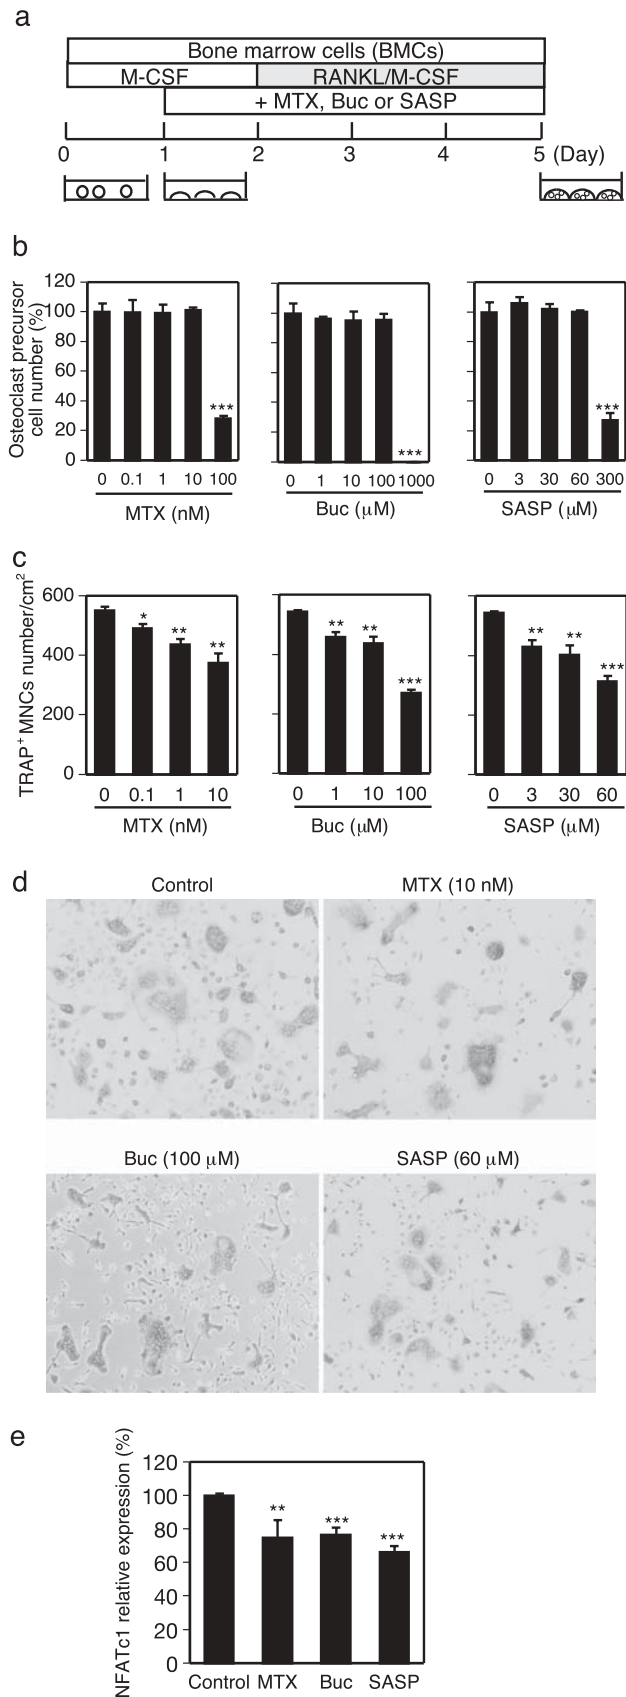 a
Bone marrow cells (BMCs)
M-CSF RANKL/M-CSF
+ MTX, Buc or SASP
0 1 2 3 4 5 (Day)
b
Osteoclast precursor
cell number (%)
120
100
80
60
40
20
0
***
0 0.1 1 10 100
MTX (nM)
***
0 1 10 100 1000
Buc (μM)
***
0 3 30 60 300
SASP (μM)
c
TRAP+ MNCs number/cm2
600
400
200
0
* ** **
0 0.1 1 10
MTX (nM)
** ** ***
0 1 10 100
Buc (μM)
** ** ***
0 3 30 60
SASP (μM)
d
Control MTX (10 nM)
Buc (100 μM) SASP (60 μM)
e
NFATc1 relative expression (%)
120
100
80
60
40
20
0
** *** ***
Control MTX Buc SASP